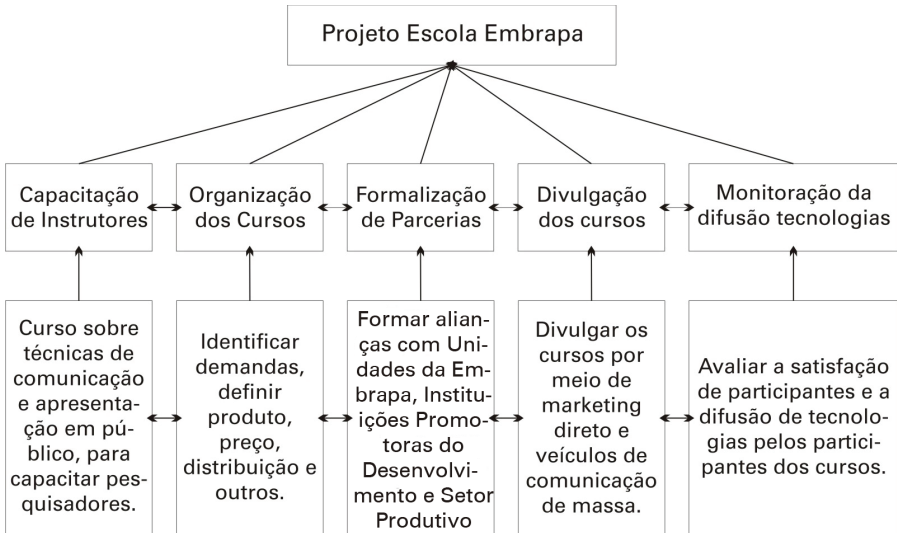 Projeto Escola Embrapa
Capacitação
de Instrutores
Organização
dos Cursos
Formalização
de Parcerias
Divulgação
dos cursos
Monitoração da
difusão tecnologias
Curso sobre
técnicas de
comunicação
e apresenta-
ção em pú-
blico, para
capacitar pes-
quisadores.
Identificar
demandas,
definir
produto,
preço,
distribuição e
outros.
Formar alian-
ças com Uni-
dades da Em-
brapa, Institu-
ições Promo-
toras do
Desenvolvi-
mento e Setor
Produtivo
Divulgar os
cursos por
meio de
marketing
direto e
veículos de
comunicação
de massa.
Avaliar a satisfação
de participantes e a
difusão de tecnolo-
gias pelos partici-
pantes dos cursos.